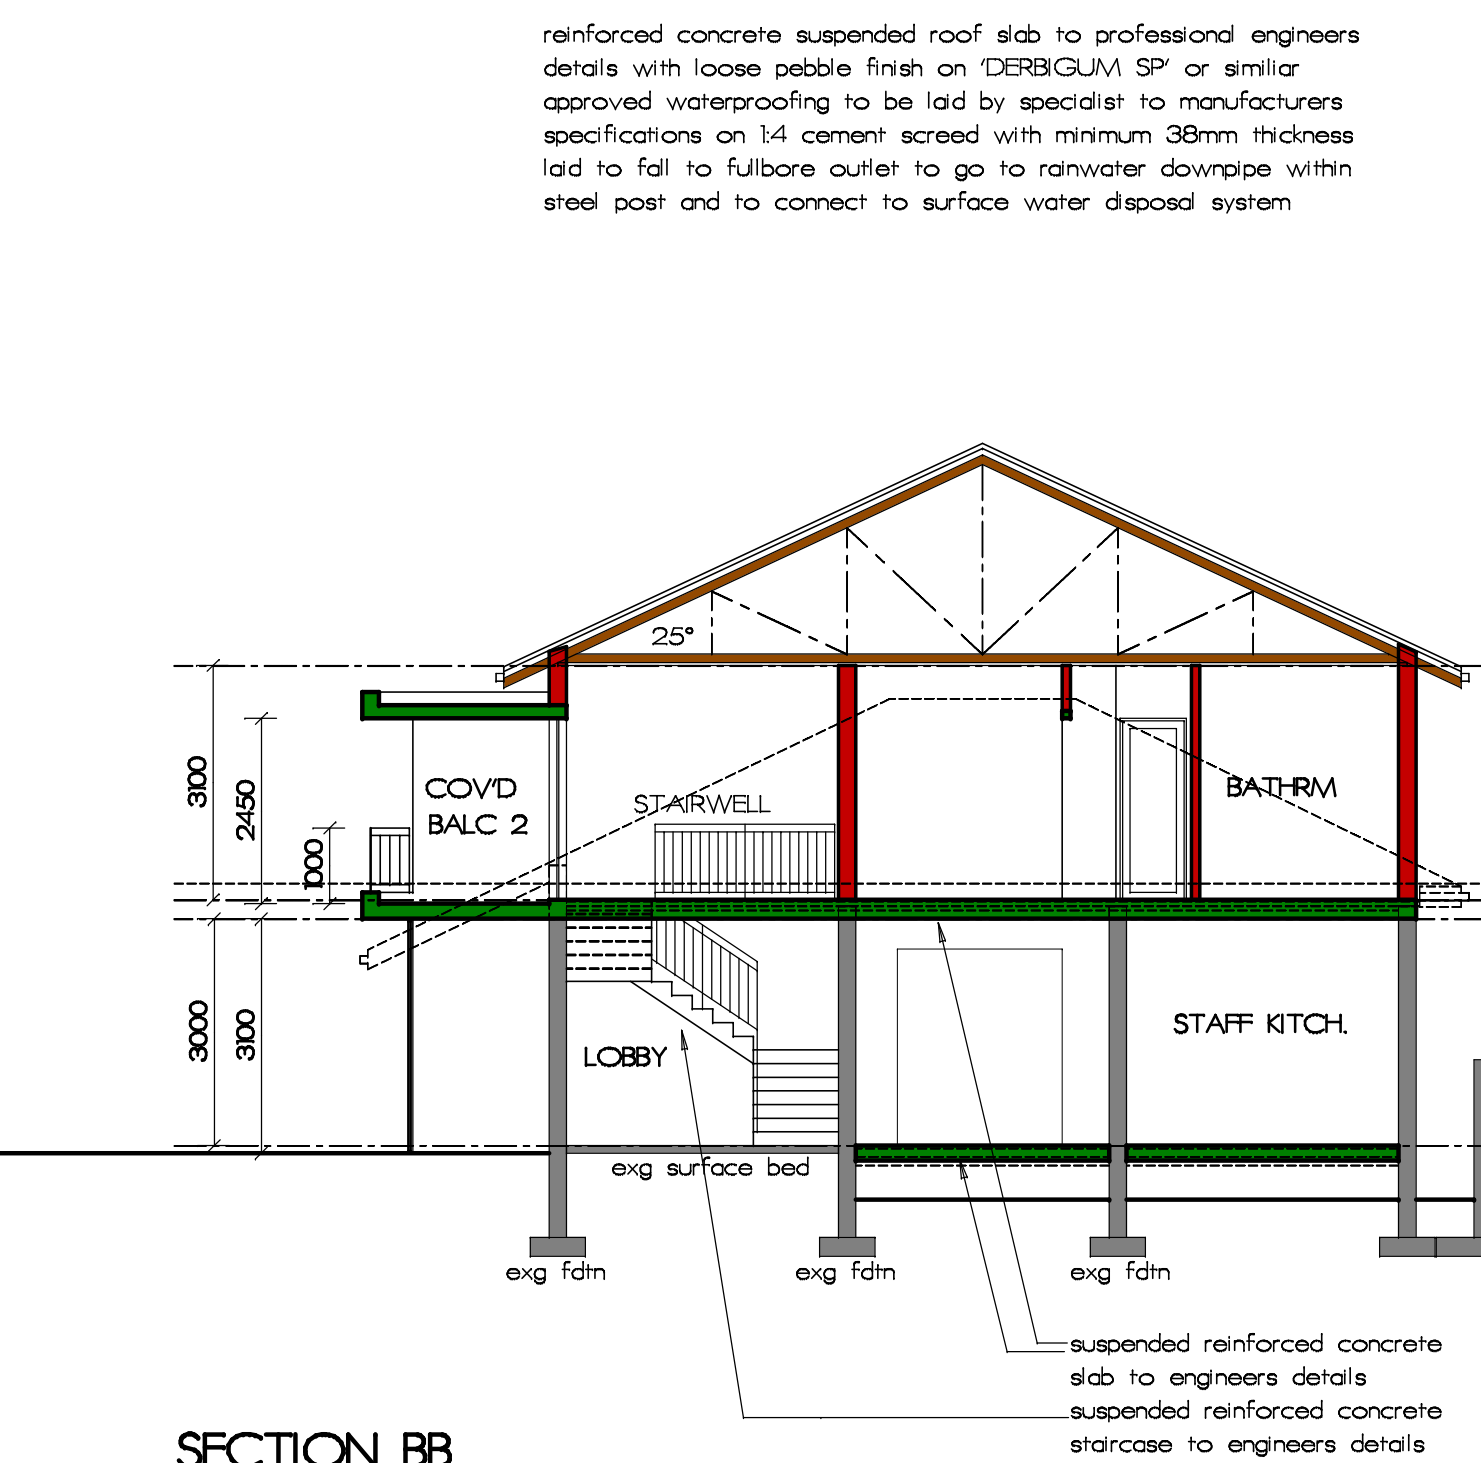 reinforced concrete suspended roof slab to professional engineers
details with loose pebble finish on 'DERBIGUM SP' or similiar
approved waterproofing to be laid by specialist to manufacturers
specifications on 1:4 cement screed with minimum 38mm thickness
laid to fall to fullbore outlet to go to rainwater downpipe within
steel post and to connect to surface water disposal system
25°
3100
2450
1000
COV'D
BALC 2
STAIRWELL
BATHRM
3000
3100
LOBBY
STAFF KITCH.
exg surface bed
exg fdtn
exg fdtn
exg fdtn
suspended reinforced concrete
slab to engineers details
suspended reinforced concrete
staircase to engineers details
SECTION BB